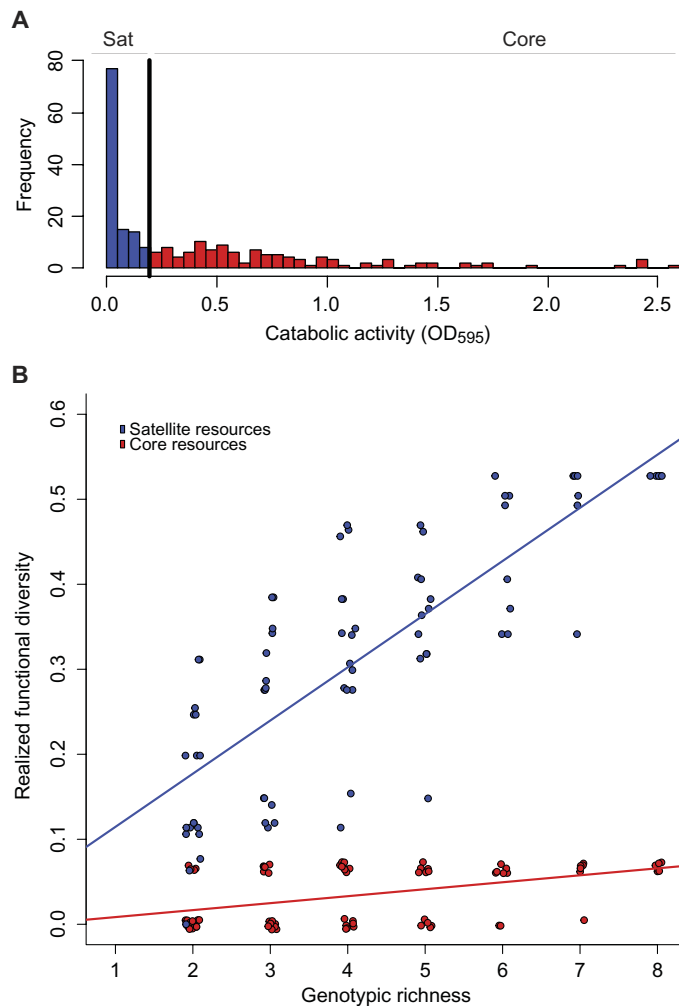 A
Sat
Core
80
60
40
20
0
Frequency
0.0 0.5 1.0 1.5 2.0 2.5
Catabolic activity (OD595)
B
Satellite resources
Core resources
0.6
0.5
0.4
0.3
0.2
0.1
0.0
Realized functional diversity
1 2 3 4 5 6 7 8
Genotypic richness